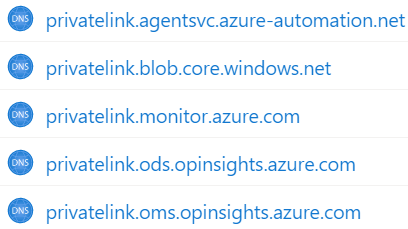 DNS privatelink.agentsvc.azure-automation.net
DNS privatelink.blob.core.windows.net
DNS privatelink.monitor.azure.com
DNS privatelink.ods.opinsights.azure.com
DNS privatelink.oms.opinsights.azure.com